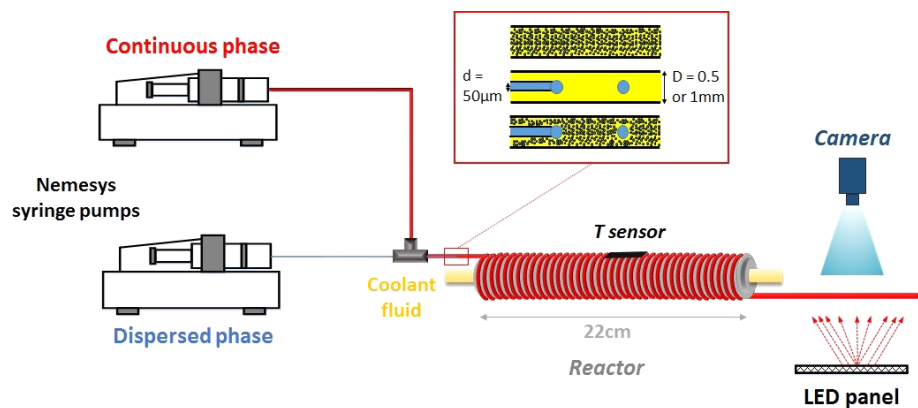 Continuous phase
d =
50µm
D = 0.5
or 1mm
Camera
Nemesys
syringe pumps
T sensor
Coolant
fluid
Dispersed phase
22cm
Reactor
LED panel